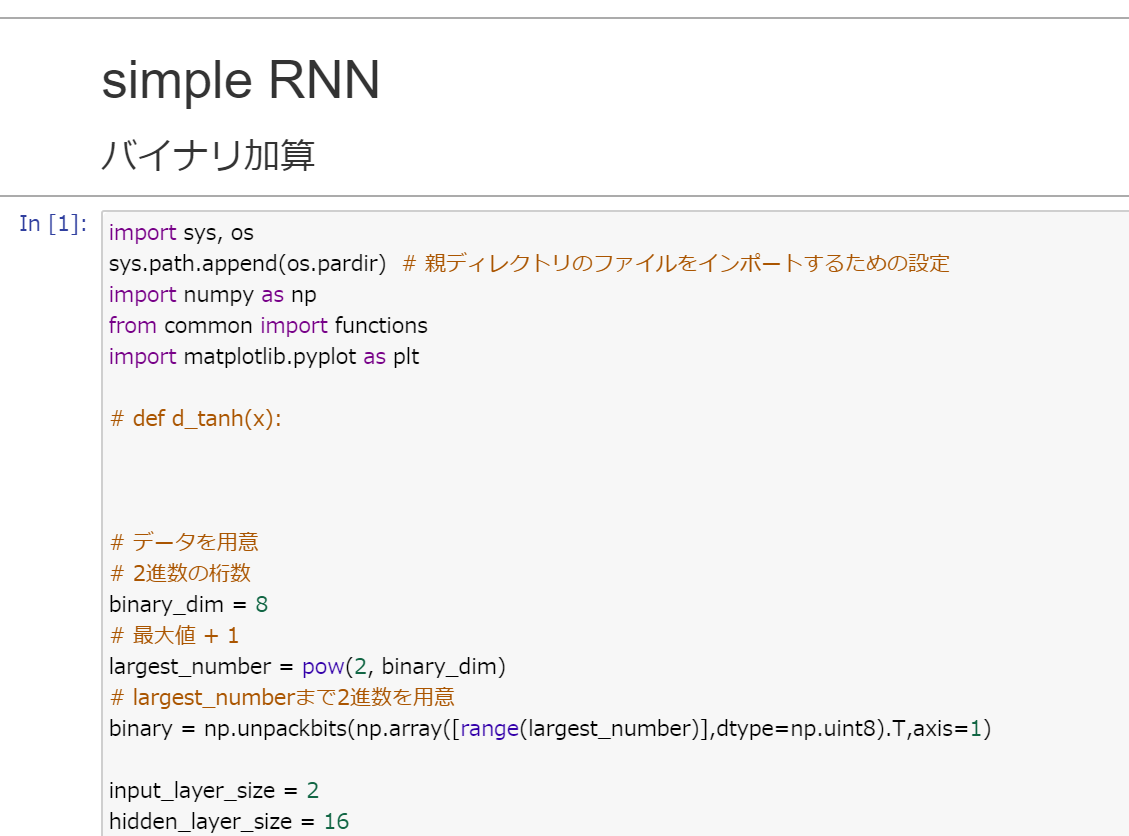 simple RNN
バイナリ加算
In [1]:
import sys, os
sys.path.append(os.pardir)  # 親ディレクトリのファイルをインポートするための設定
import numpy as np
from common import functions
import matplotlib.pyplot as plt
# def d_tanh(x):
# データを用意
# 2進数の桁数
binary_dim = 8
# 最大値 + 1
largest_number = pow(2, binary_dim)
# largest_numberまで2進数を用意
binary = np.unpackbits(np.array([range(largest_number)],dtype=np.uint8).T,axis=1)
input_layer_size = 2
hidden_layer_size = 16